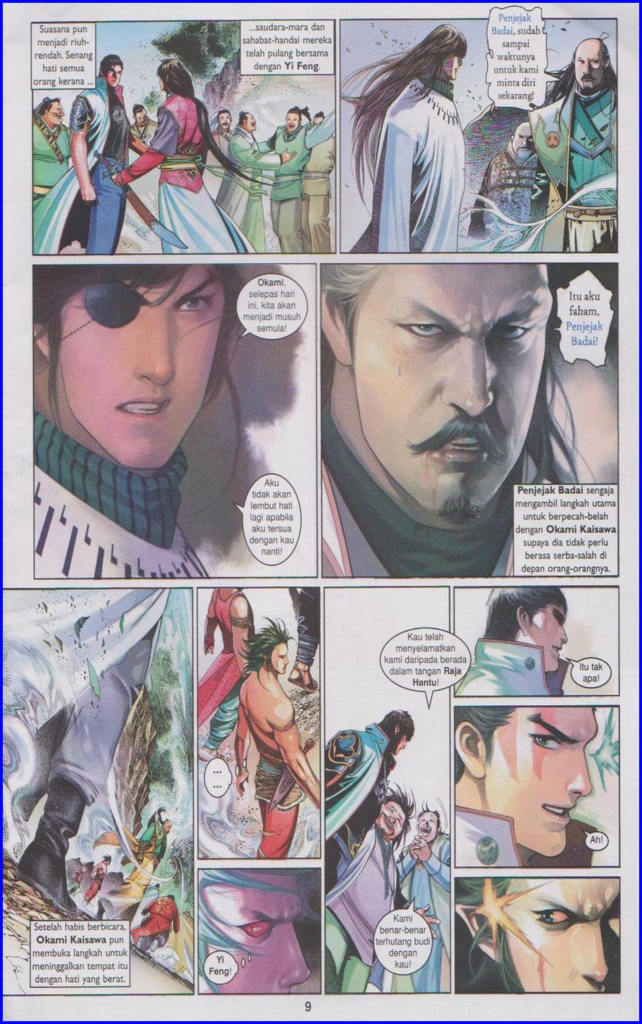 Suasana pun
menjadi riuh-
rendah. Senang
hati semua
orang kerana ...
...saudara-mara dan
sahabat-handai mereka
telah pulang bersama
dengan Yi Feng.
Penjejak
Badai, sudah
sampai
waktunya
untuk kami
minta diri
sekarang!
Okami,
selepas hari
ini, kita akan
menjadi musuh
semula!
Aku
tidak akan
lembut hati
lagi apabila
aku tersua
dengan kau
nanti!
Itu aku
faham,
Penjejak
Badai!
Penjejak Badai sengaja
mengambil langkah utama
untuk berpecah-belah
dengan Okami Kaisawa
supaya dia tidak perlu
berasa serba-salah di
depan orang-orangnya.
Setelah habis berbicara,
Okami Kaisawa pun
membuka langkah untuk
meninggalkan tempat itu
dengan hati yang berat.
...
...
Yi
Feng!
Kau telah
menyelamatkan
kami daripada berada
dalam tangan Raja
Hantu!
Kami
benar-benar
terhutang budi
dengan
kau!
Itu tak
apa!
Ah!
9